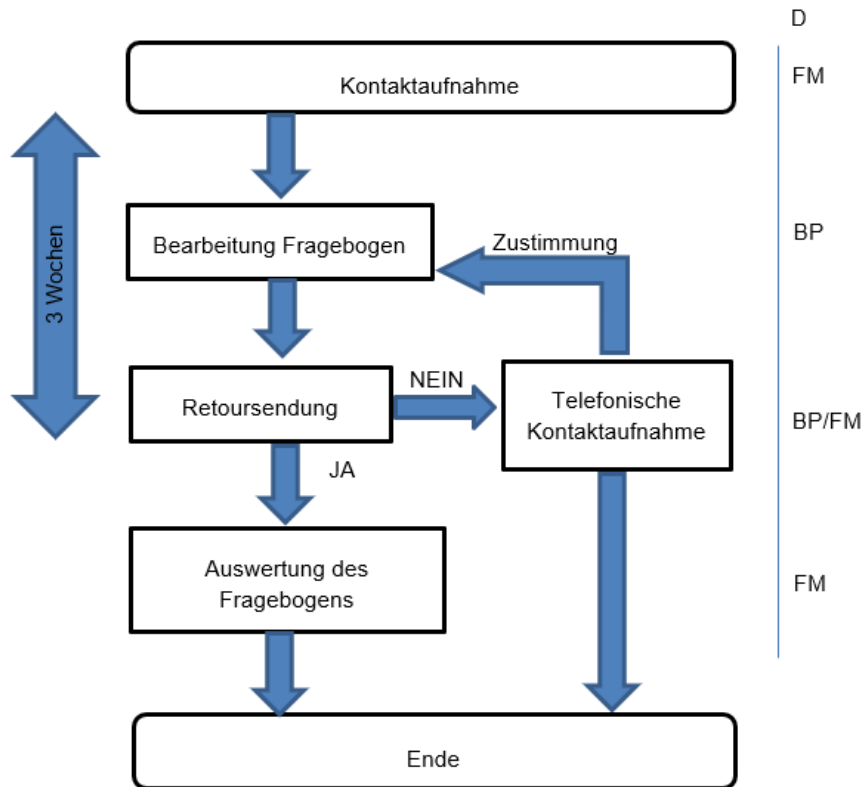 D
Kontaktaufnahme
FM
3 Wochen
Bearbeitung Fragebogen
Zustimmung
BP
Retoursendung
NEIN
Telefonische
Kontaktaufnahme
BP/FM
JA
Auswertung des
Fragebogens
FM
Ende